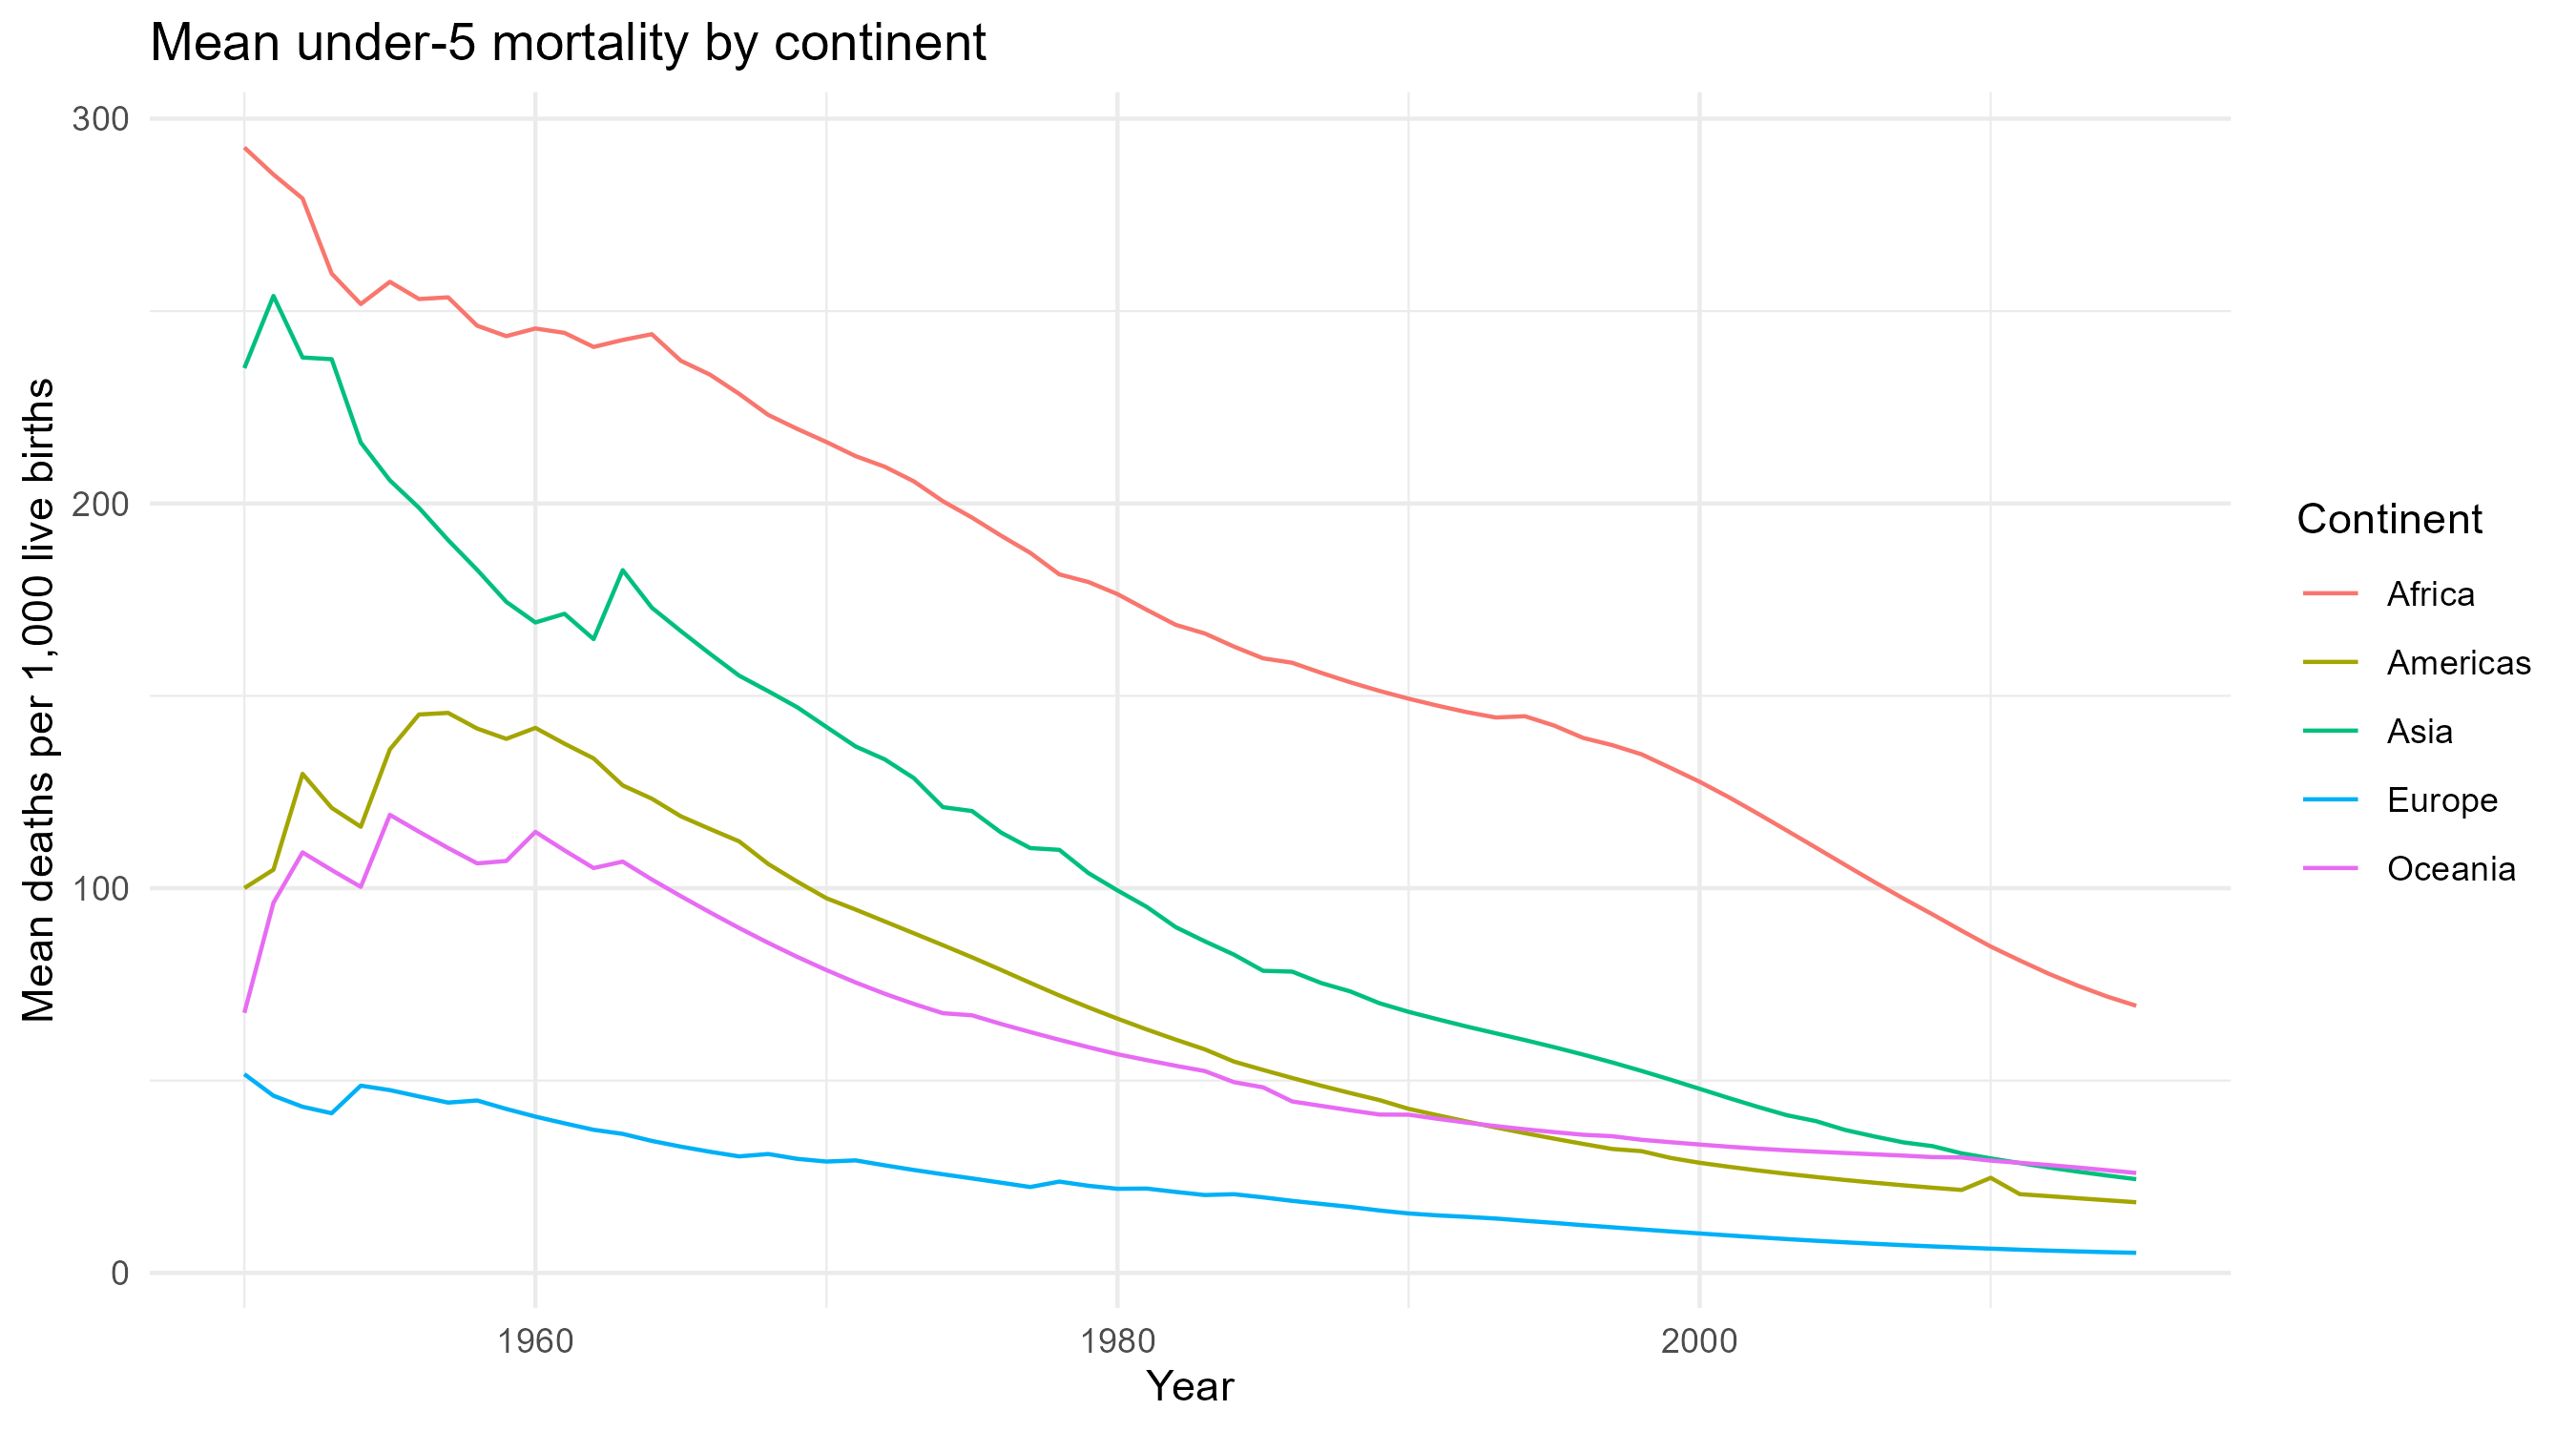 Mean under-5 mortality by continent
Mean deaths per 1,000 live births
300
200
100
0
1960
1980
2000
Year
Continent
Africa
Americas
Asia
Europe
Oceania